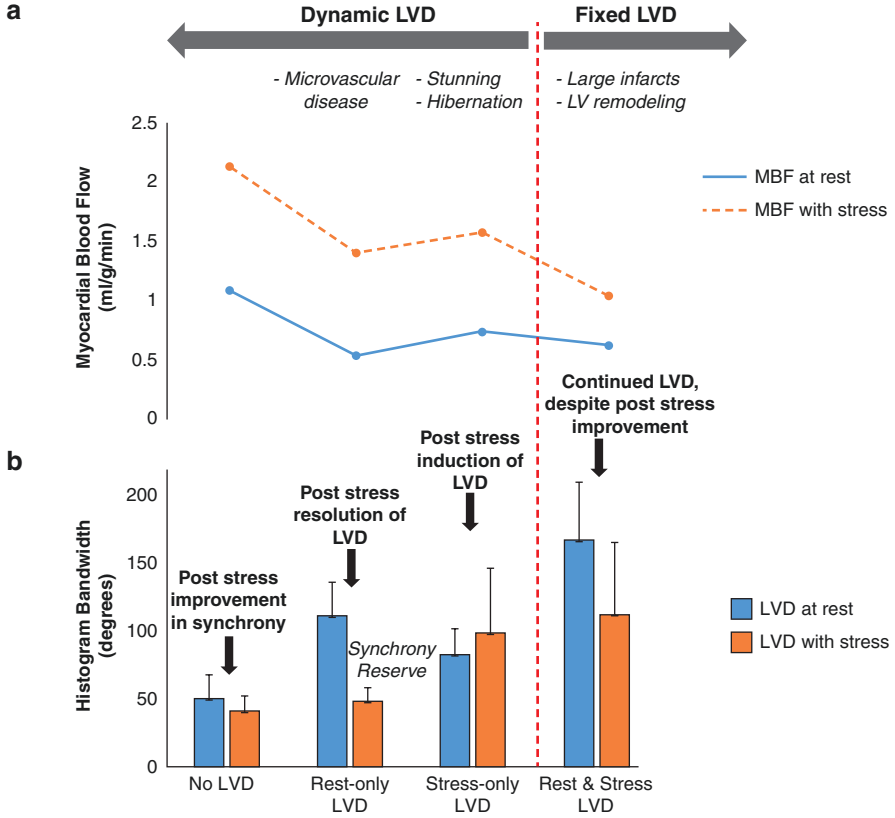 a
Dynamic LVD
Fixed LVD
- Microvascular
disease
- Stunning
- Hibernation
- Large infarcts
- LV remodeling
Myocardial Blood Flow
(ml/g/min)
2.5
2
1.5
1
0.5
0
MBF at rest
MBF with stress
b
Post stress
improvement
in synchrony
Post stress
resolution of
LVD
Synchrony
Reserve
Post stress
induction of
LVD
Continued LVD,
despite post stress
improvement
Histogram Bandwidth
(degrees)
200
150
100
50
0
LVD at rest
LVD with stress
No LVD
Rest-only
LVD
Stress-only
LVD
Rest & Stress
LVD